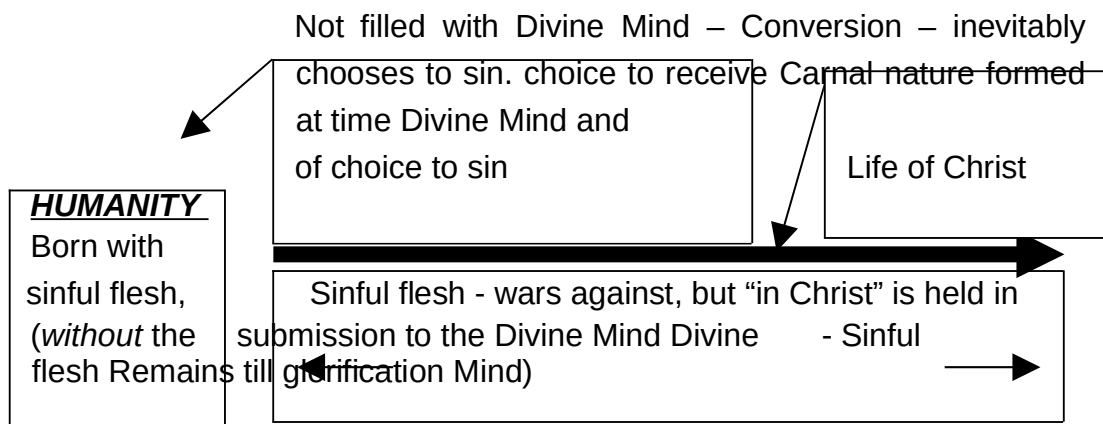 Not filled with Divine Mind – Conversion – inevitably
chooses to sin. choice to receive Carnal nature formed
at time Divine Mind and
of choice to sin
Life of Christ
HUMANITY
Born with
sinful flesh,
Sinful flesh - wars against, but “in Christ” is held in
(without the submission to the Divine Mind Divine - Sinful
flesh Remains till glorification Mind)